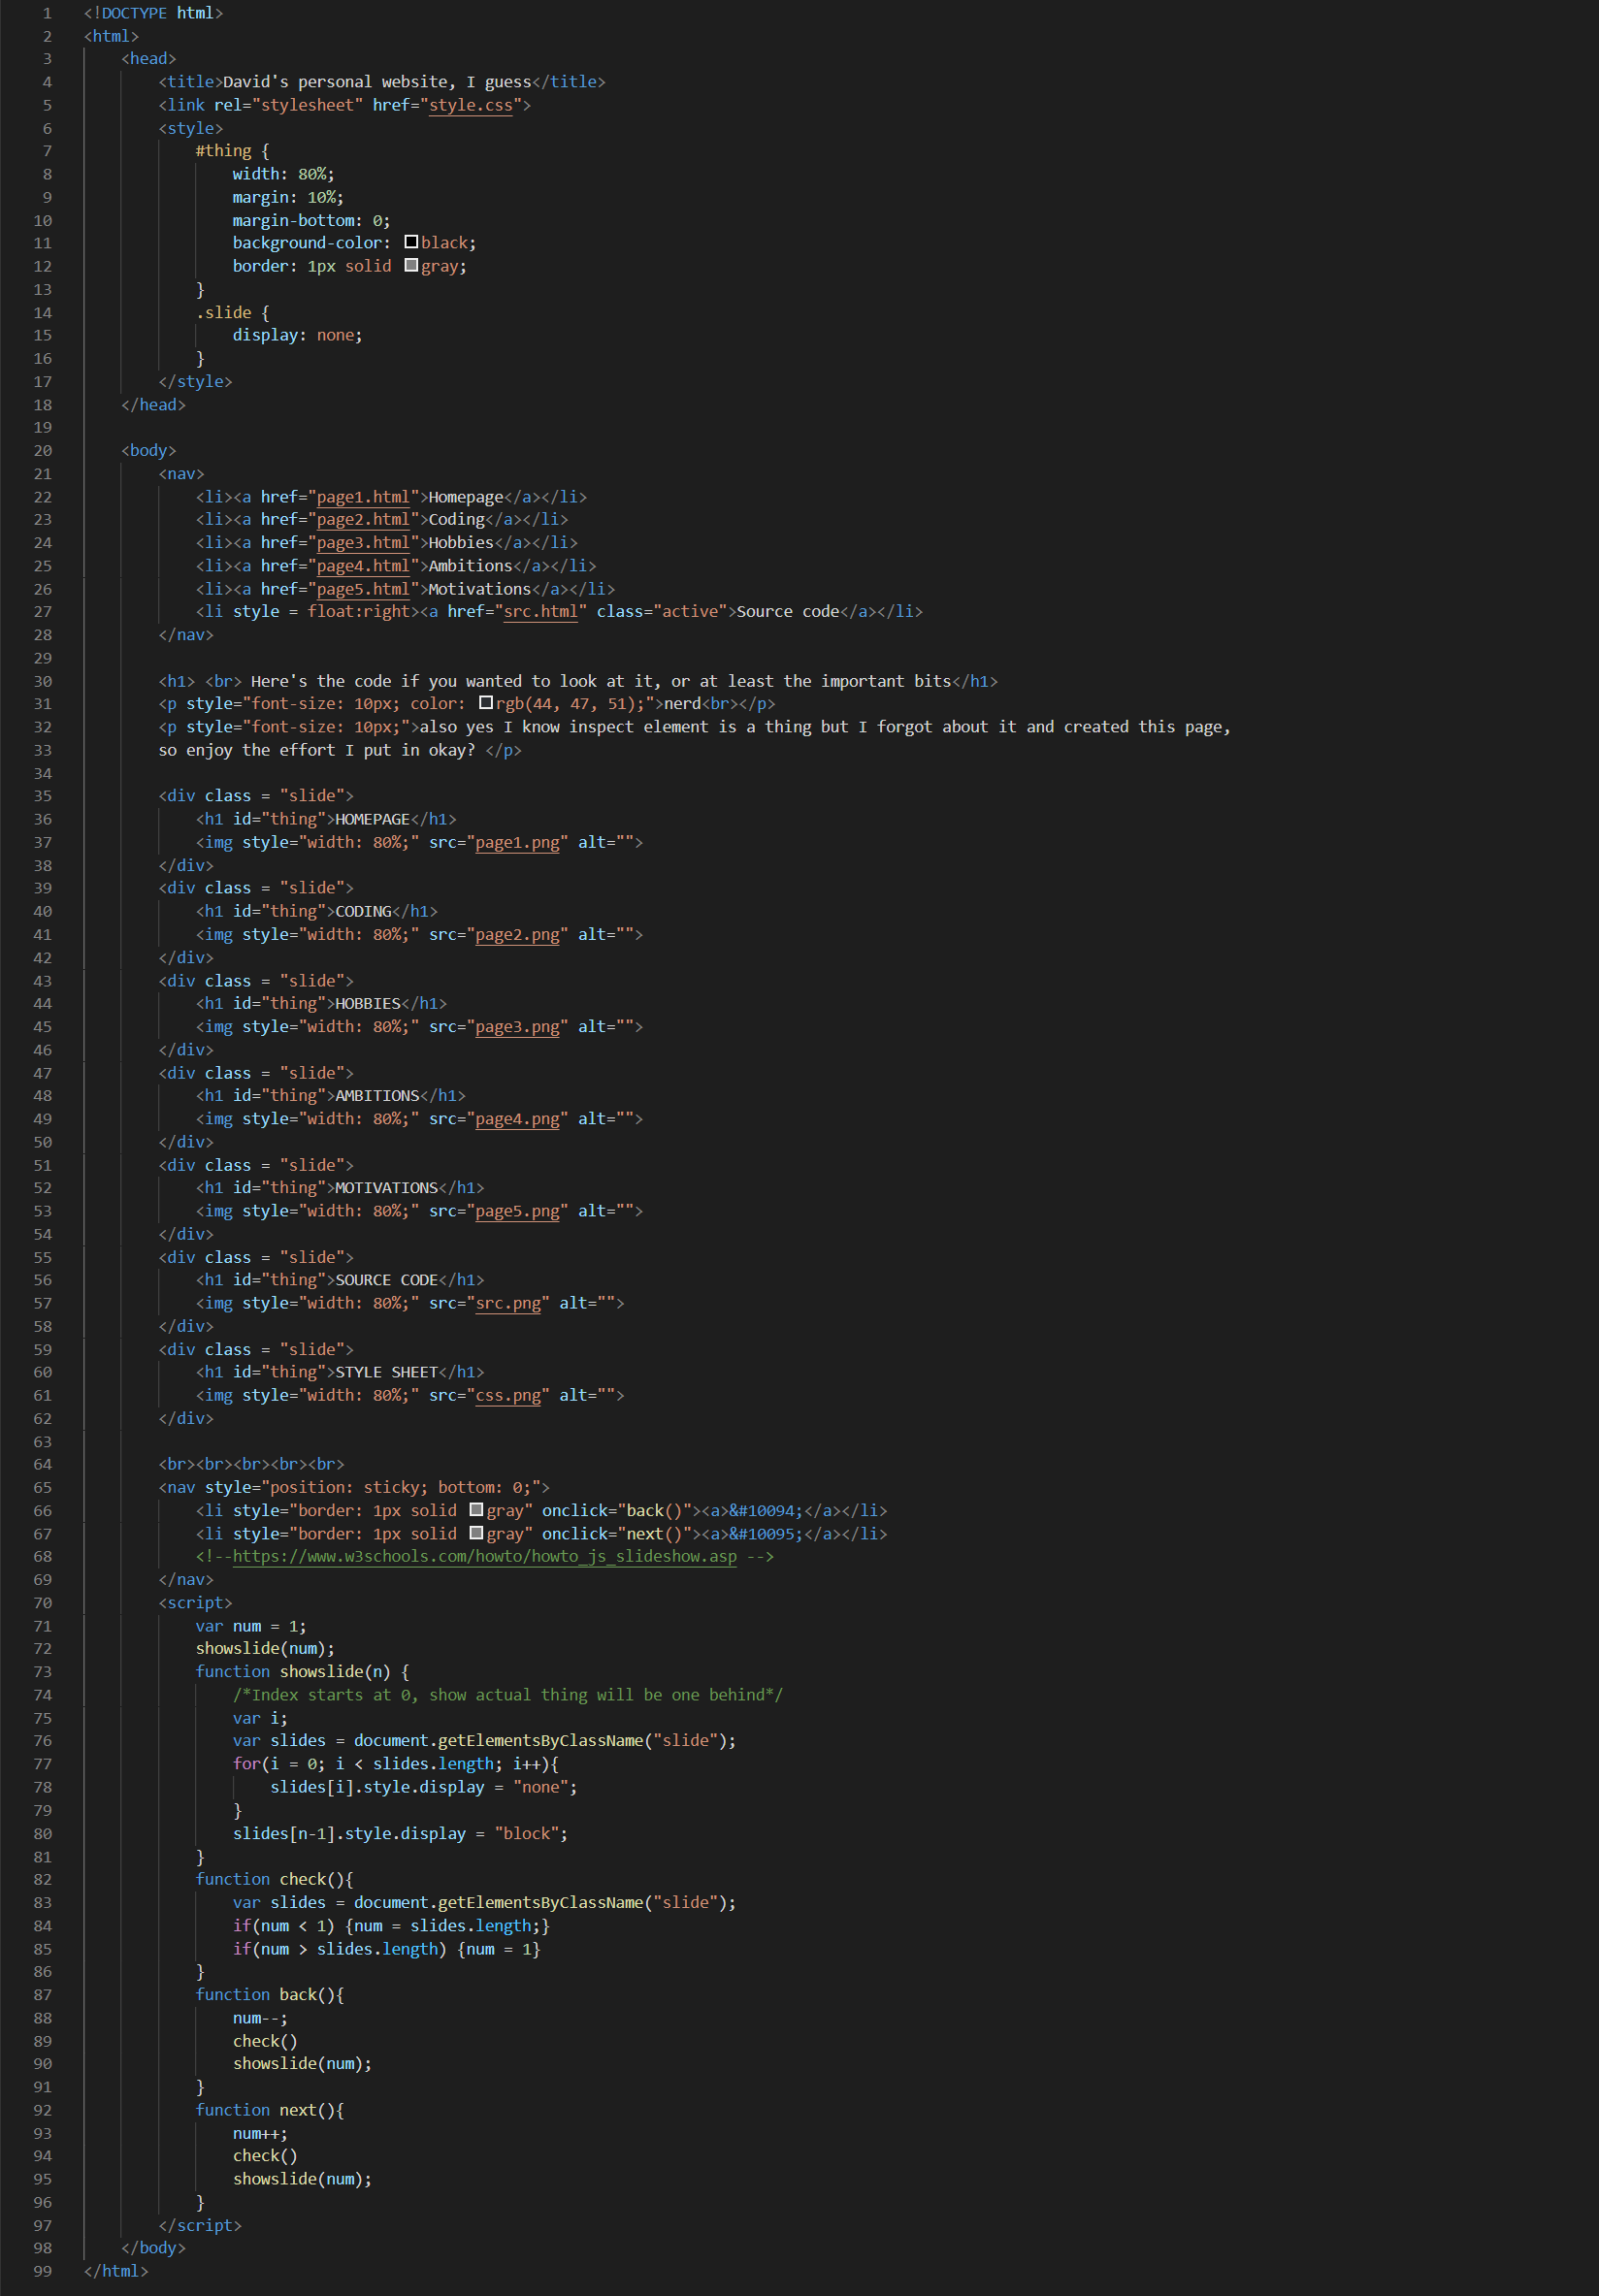 1 <!DOCTYPE html>
2 <html>
3     <head>
4         <title>David's personal website, I guess</title>
5         <link rel="stylesheet" href="style.css">
6         <style>
7             #thing {
8                 width: 80%;
9                 margin: 10%;
10                 margin-bottom: 0;
11                 background-color: black;
12                 border: 1px solid gray;
13             }
14             .slide {
15                 display: none;
16             }
17         </style>
18     </head>
19
20     <body>
21         <nav>
22             <li><a href="page1.html">Homepage</a></li>
23             <li><a href="page2.html">Coding</a></li>
24             <li><a href="page3.html">Hobbies</a></li>
25             <li><a href="page4.html">Ambitions</a></li>
26             <li><a href="page5.html">Motivations</a></li>
27             <li style = float:right><a href="src.html" class="active">Source code</a></li>
28         </nav>
29
30         <h1> <br> Here's the code if you wanted to look at it, or at least the important bits</h1>
31         <p style="font-size: 10px; color: rgb(44, 47, 51);">nerd<br></p>
32         <p style="font-size: 10px;">also yes I know inspect element is a thing but I forgot about it and created this page,
33         so enjoy the effort I put in okay? </p>
34
35         <div class = "slide">
36             <h1 id="thing">HOMEPAGE</h1>
37             <img style="width: 80%;" src="page1.png" alt="">
38         </div>
39         <div class = "slide">
40             <h1 id="thing">CODING</h1>
41             <img style="width: 80%;" src="page2.png" alt="">
42         </div>
43         <div class = "slide">
44             <h1 id="thing">HOBBIES</h1>
45             <img style="width: 80%;" src="page3.png" alt="">
46         </div>
47         <div class = "slide">
48             <h1 id="thing">AMBITIONS</h1>
49             <img style="width: 80%;" src="page4.png" alt="">
50         </div>
51         <div class = "slide">
52             <h1 id="thing">MOTIVATIONS</h1>
53             <img style="width: 80%;" src="page5.png" alt="">
54         </div>
55         <div class = "slide">
56             <h1 id="thing">SOURCE CODE</h1>
57             <img style="width: 80%;" src="src.png" alt="">
58         </div>
59         <div class = "slide">
60             <h1 id="thing">STYLE SHEET</h1>
61             <img style="width: 80%;" src="css.png" alt="">
62         </div>
63
64         <br><br><br><br><br>
65         <nav style="position: sticky; bottom: 0;">
66             <li style="border: 1px solid gray" onclick="back()"><a>&#10094;</a></li>
67             <li style="border: 1px solid gray" onclick="next()"><a>&#10095;</a></li>
68             <!--https://www.w3schools.com/howto/howto_js_slideshow.asp -->
69         </nav>
70         <script>
71             var num = 1;
72             showslide(num);
73             function showslide(n) {
74                 /*Index starts at 0, show actual thing will be one behind*/
75                 var i;
76                 var slides = document.getElementsByClassName("slide");
77                 for(i = 0; i < slides.length; i++){
78                     slides[i].style.display = "none";
79                 }
80                 slides[n-1].style.display = "block";
81             }
82             function check(){
83                 var slides = document.getElementsByClassName("slide");
84                 if(num < 1) {num = slides.length;}
85                 if(num > slides.length) {num = 1}
86             }
87             function back(){
88                 num--;
89                 check()
90                 showslide(num);
91             }
92             function next(){
93                 num++;
94                 check()
95                 showslide(num);
96             }
97         </script>
98     </body>
99 </html>